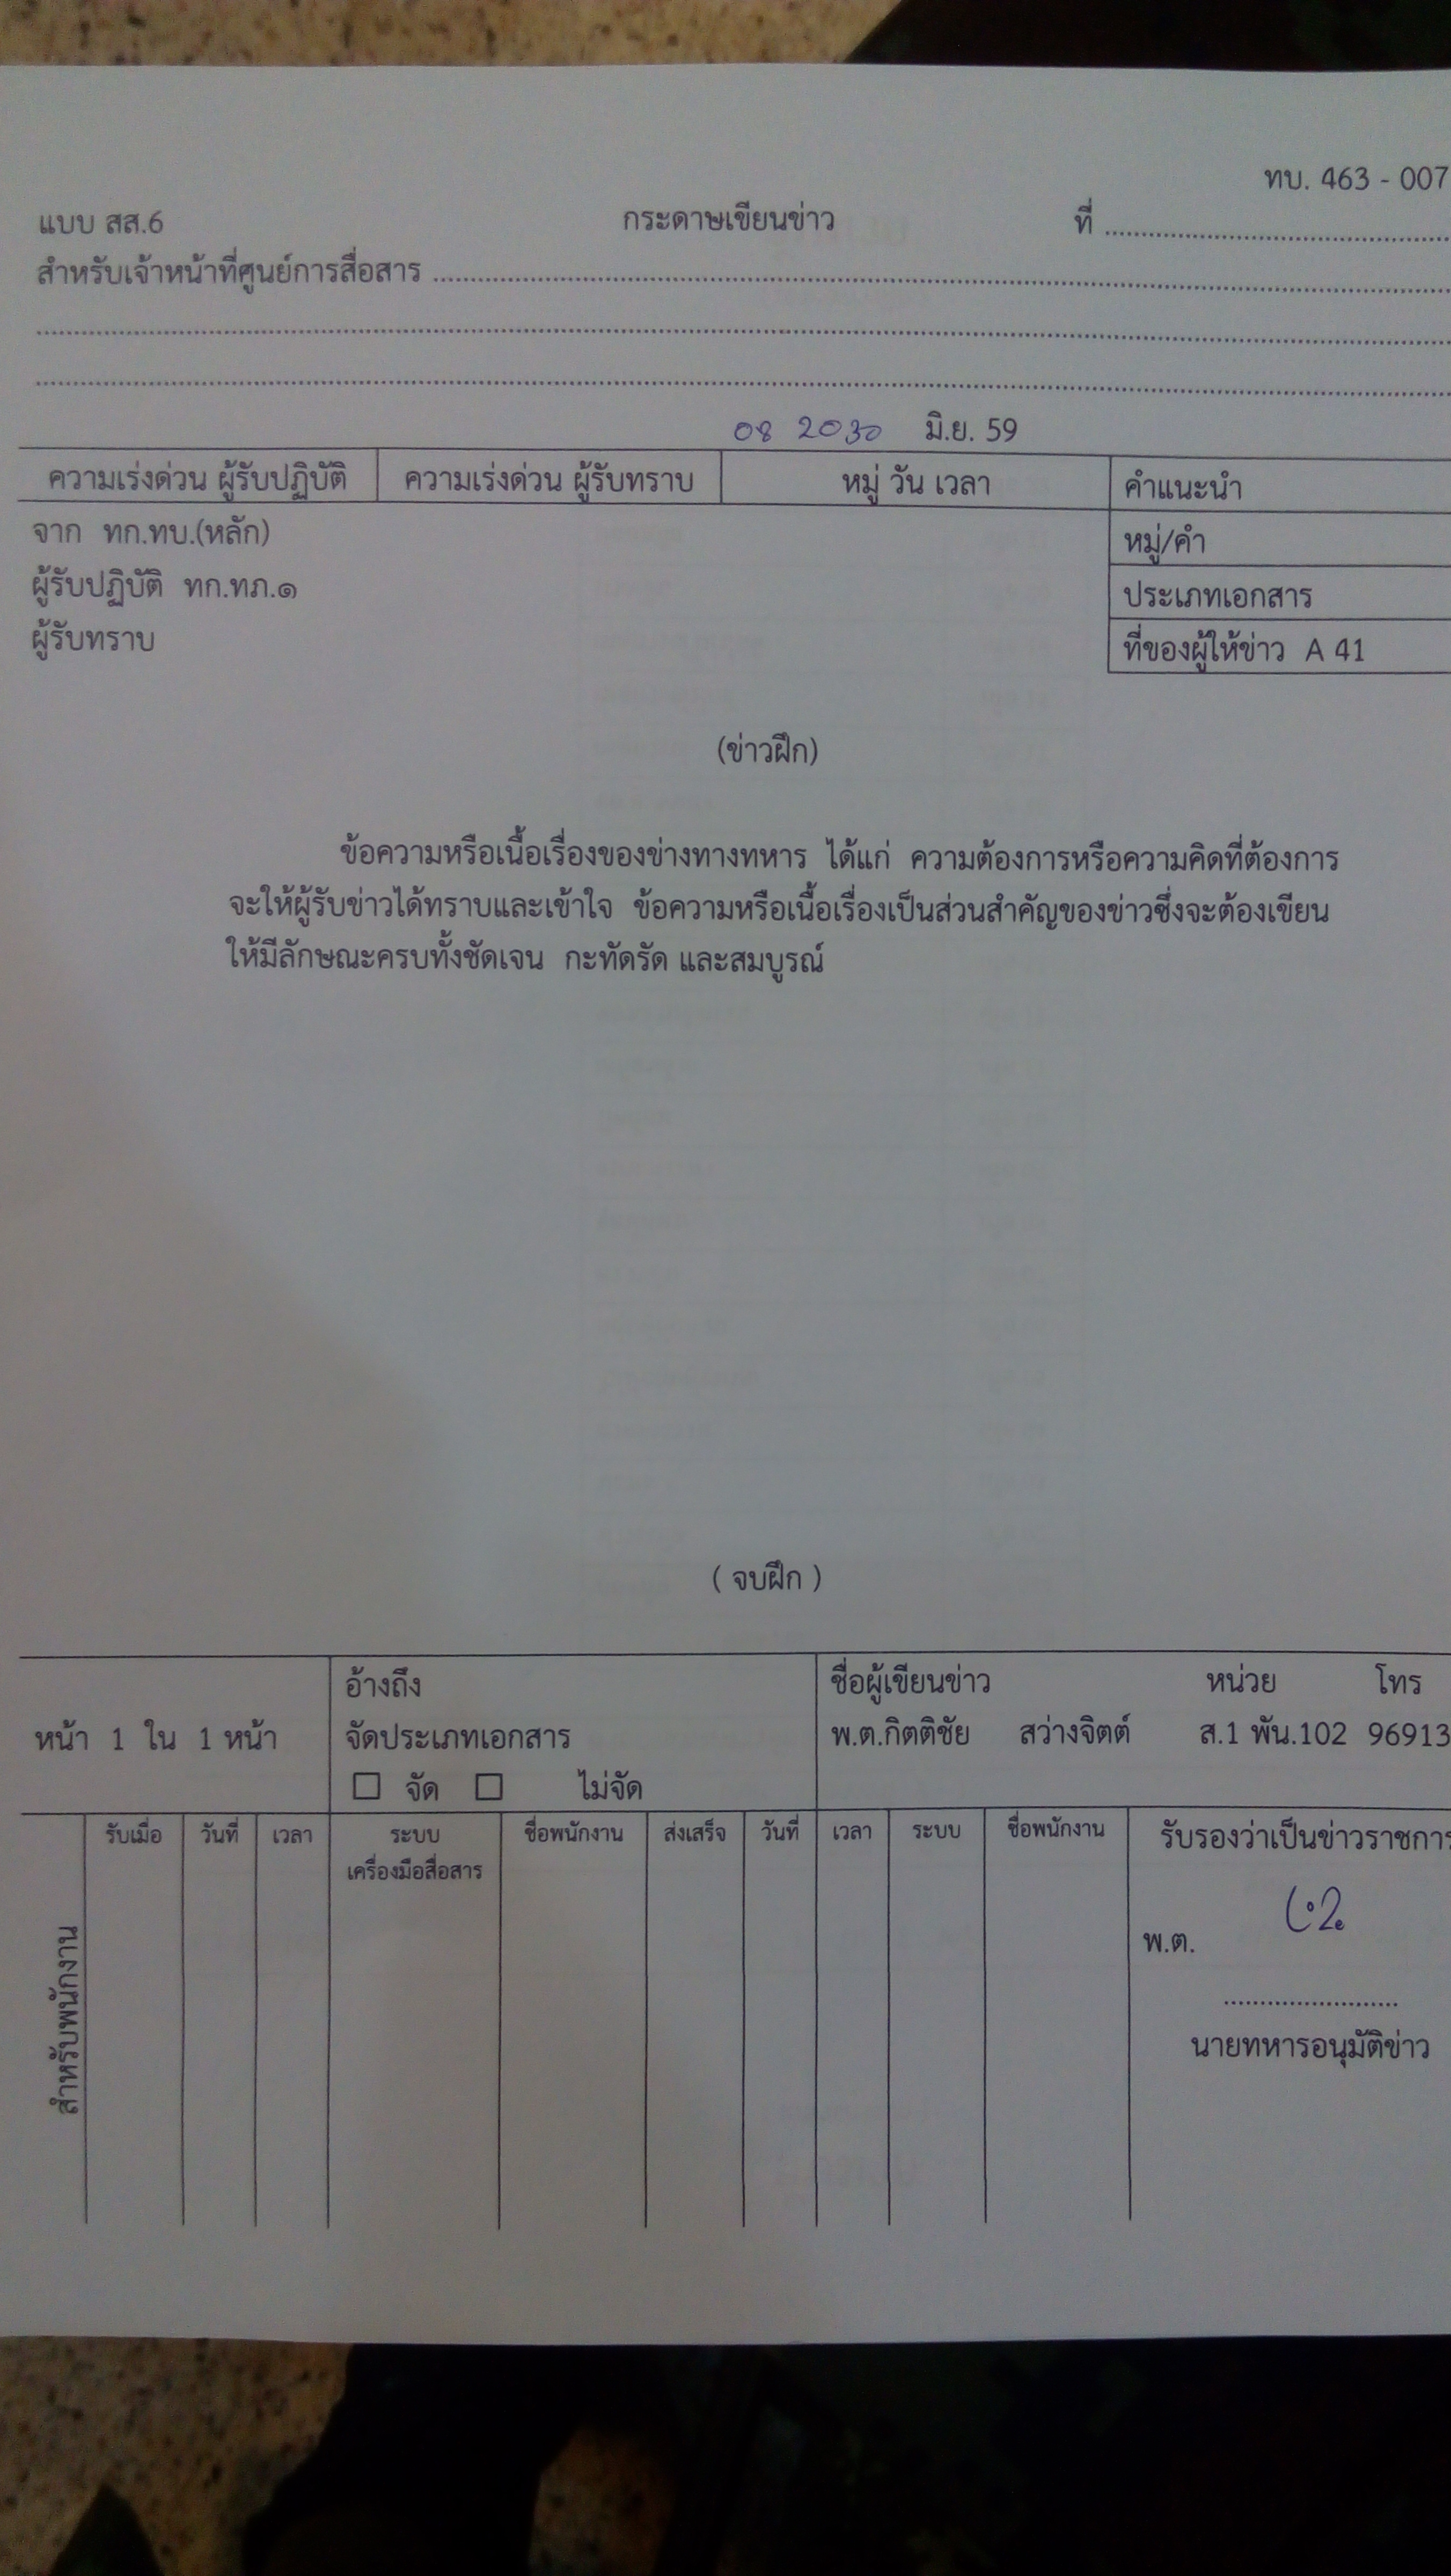 ทบ. 463 - 007
แบบ สส.6 กระดาษเขียนข่าว ที่ ........................
สำหรับเจ้าหน้าที่ศูนย์การสื่อสาร ........................
08 2030 มิ.ย. 59
ความเร่งด่วน ผู้รับปฏิบัติ ความเร่งด่วน ผู้รับทราบ หมู่ วัน เวลา คำแนะนำ
จาก ทก.ทบ.(หลัก) หมู่/คำ
ผู้รับปฏิบัติ ทก.ทภ.๑ ประเภทเอกสาร
ผู้รับทราบ ที่ของผู้ให้ข่าว A 41
(ข่าวฝึก)
ข้อความหรือเนื้อเรื่องของข่างทางทหาร ได้แก่ ความต้องการหรือความคิดที่ต้องการ
จะให้ผู้รับข่าวได้ทราบและเข้าใจ ข้อความหรือเนื้อเรื่องเป็นส่วนสำคัญของข่าวซึ่งจะต้องเขียน
ให้มีลักษณะครบทั้งชัดเจน กะทัดรัด และสมบูรณ์
( จบฝึก )
อ้างถึง ชื่อผู้เขียนข่าว หน่วย โทร
หน้า 1 ใน 1 หน้า จัดประเภทเอกสาร พ.ต.กิตติชัย สว่างจิตต์ ส.1 พัน.102 96913
☐ จัด ☐ ไม่จัด
สำหรับพนักงาน รับเมื่อ วันที่ เวลา ระบบ ชื่อพนักงาน ส่งเสร็จ วันที่ เวลา ระบบ ชื่อพนักงาน รับรองว่าเป็นข่าวราชการ
เครื่องมือสื่อสาร
พ.ต.
........................
นายทหารอนุมัติข่าว